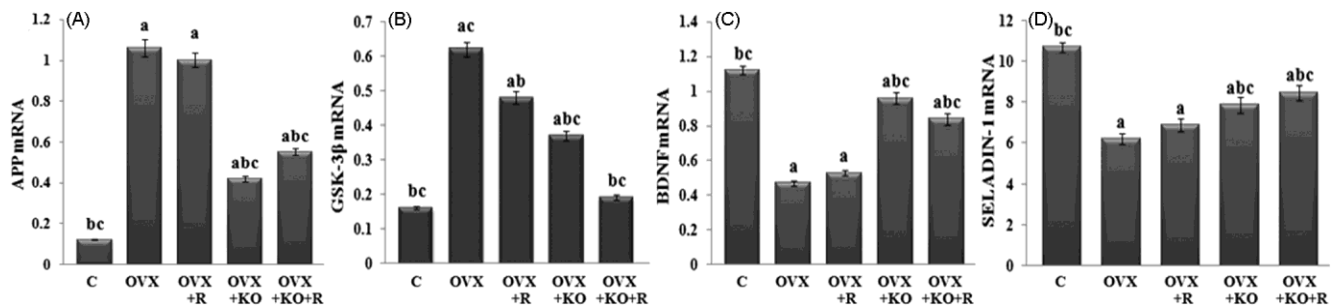 (A)
APP mRNA
1.2
1
0.8
0.6
0.4
0.2
0
bc
a
a
abc
abc
C OVX OVX OVX OVX
+R +KO +KO+R
(B)
GSK-3β mRNA
0.7
0.6
0.5
0.4
0.3
0.2
0.1
0
bc
ac
ab
abc
bc
C OVX OVX OVX OVX
+R +KO +KO+R
(C)
BDNF mRNA
1.4
1.2
1
0.8
0.6
0.4
0.2
0
bc
a
a
abc
abc
C OVX OVX OVX OVX
+R +KO +KO+R
(D)
SELADIN-1 mRNA
12
10
8
6
4
2
0
bc
a
a
abc
abc
C OVX OVX OVX OVX
+R +KO +KO+R